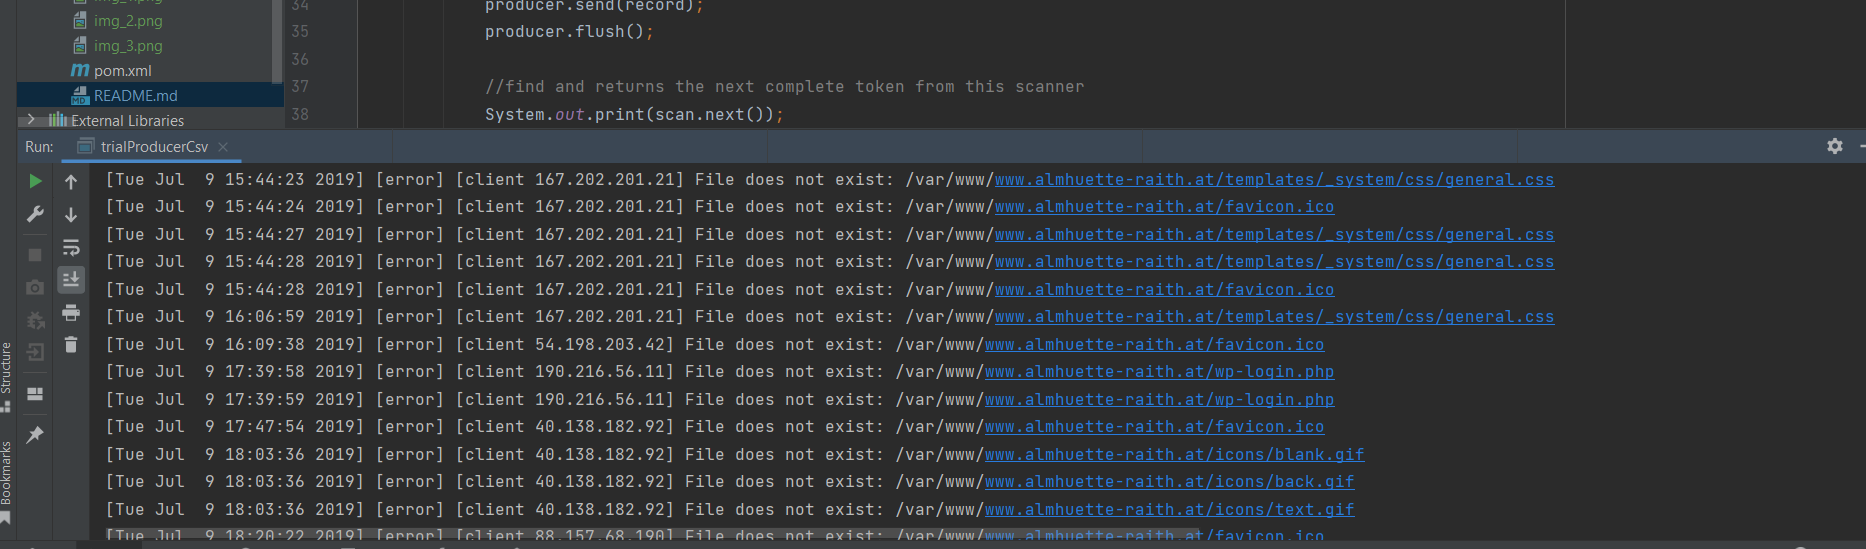 img_2.png
img_3.png
pom.xml
README.md
External Libraries
34 producer.send(record);
35 producer.flush();
36
37 //find and returns the next complete token from this scanner
38 System.out.print(scan.next());
Run: trialProducerCsv
Structure
Bookmarks
[Tue Jul  9 15:44:23 2019] [error] [client 167.202.201.21] File does not exist: /var/www/www.almhuette-raith.at/templates/_system/css/general.css
[Tue Jul  9 15:44:24 2019] [error] [client 167.202.201.21] File does not exist: /var/www/www.almhuette-raith.at/favicon.ico
[Tue Jul  9 15:44:27 2019] [error] [client 167.202.201.21] File does not exist: /var/www/www.almhuette-raith.at/templates/_system/css/general.css
[Tue Jul  9 15:44:28 2019] [error] [client 167.202.201.21] File does not exist: /var/www/www.almhuette-raith.at/templates/_system/css/general.css
[Tue Jul  9 15:44:28 2019] [error] [client 167.202.201.21] File does not exist: /var/www/www.almhuette-raith.at/favicon.ico
[Tue Jul  9 16:06:59 2019] [error] [client 167.202.201.21] File does not exist: /var/www/www.almhuette-raith.at/templates/_system/css/general.css
[Tue Jul  9 16:09:38 2019] [error] [client 54.198.203.42] File does not exist: /var/www/www.almhuette-raith.at/favicon.ico
[Tue Jul  9 17:39:58 2019] [error] [client 190.216.56.11] File does not exist: /var/www/www.almhuette-raith.at/wp-login.php
[Tue Jul  9 17:39:59 2019] [error] [client 190.216.56.11] File does not exist: /var/www/www.almhuette-raith.at/wp-login.php
[Tue Jul  9 17:47:54 2019] [error] [client 40.138.182.92] File does not exist: /var/www/www.almhuette-raith.at/favicon.ico
[Tue Jul  9 18:03:36 2019] [error] [client 40.138.182.92] File does not exist: /var/www/www.almhuette-raith.at/icons/blank.gif
[Tue Jul  9 18:03:36 2019] [error] [client 40.138.182.92] File does not exist: /var/www/www.almhuette-raith.at/icons/back.gif
[Tue Jul  9 18:03:36 2019] [error] [client 40.138.182.92] File does not exist: /var/www/www.almhuette-raith.at/icons/text.gif
[Tue Jul  9 18:20:22 2019] [error] [client 88.157.68.190] File does not exist: /var/www/www.almhuette-raith.at/favicon.ico